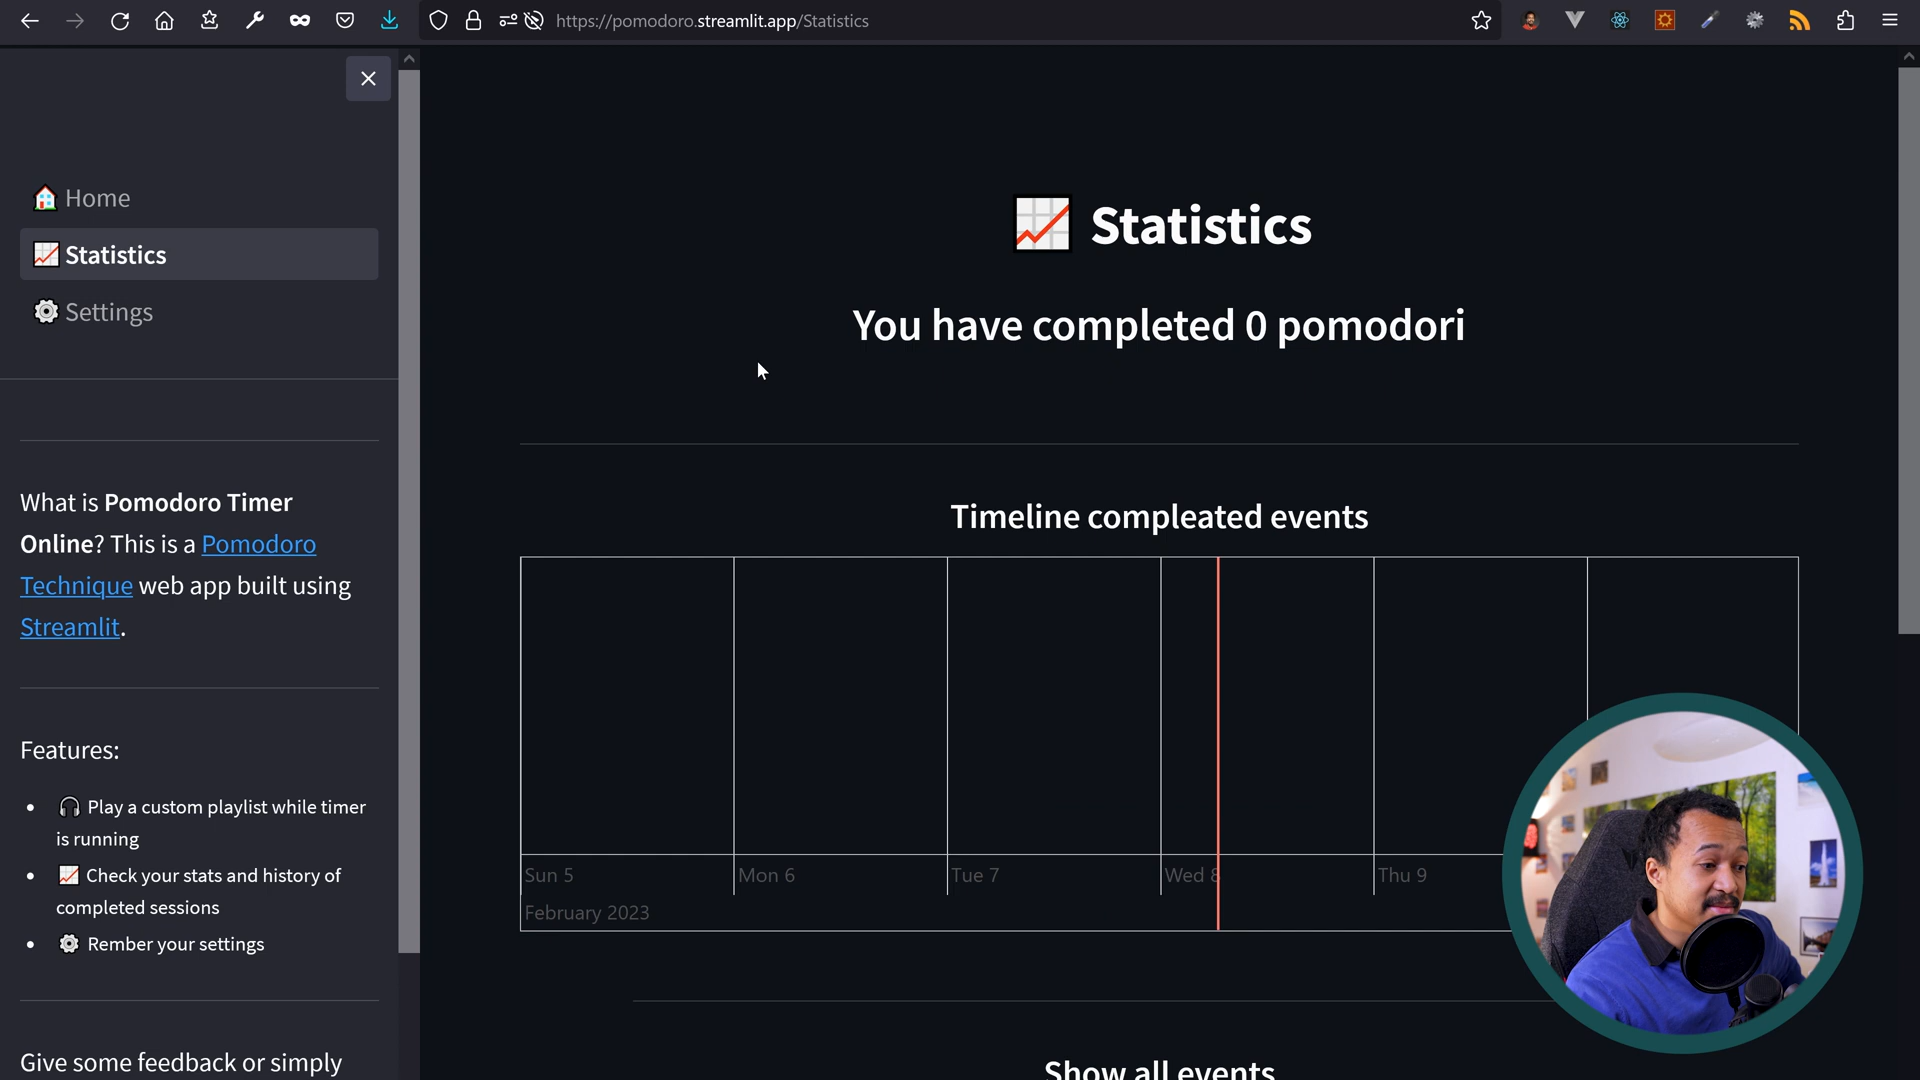 https://pomodoro.streamlit.app/Statistics
Home
Statistics
Settings
What is Pomodoro Timer
Online? This is a Pomodoro
Technique web app built using
Streamlit.
Features:
Play a custom playlist while timer
is running
Check your stats and history of
completed sessions
Rember your settings
Give some feedback or simply
Statistics
You have completed 0 pomodori
Timeline compleated events
Sun 5
Mon 6
Tue 7
Wed 8
Thu 9
February 2023
Show all events